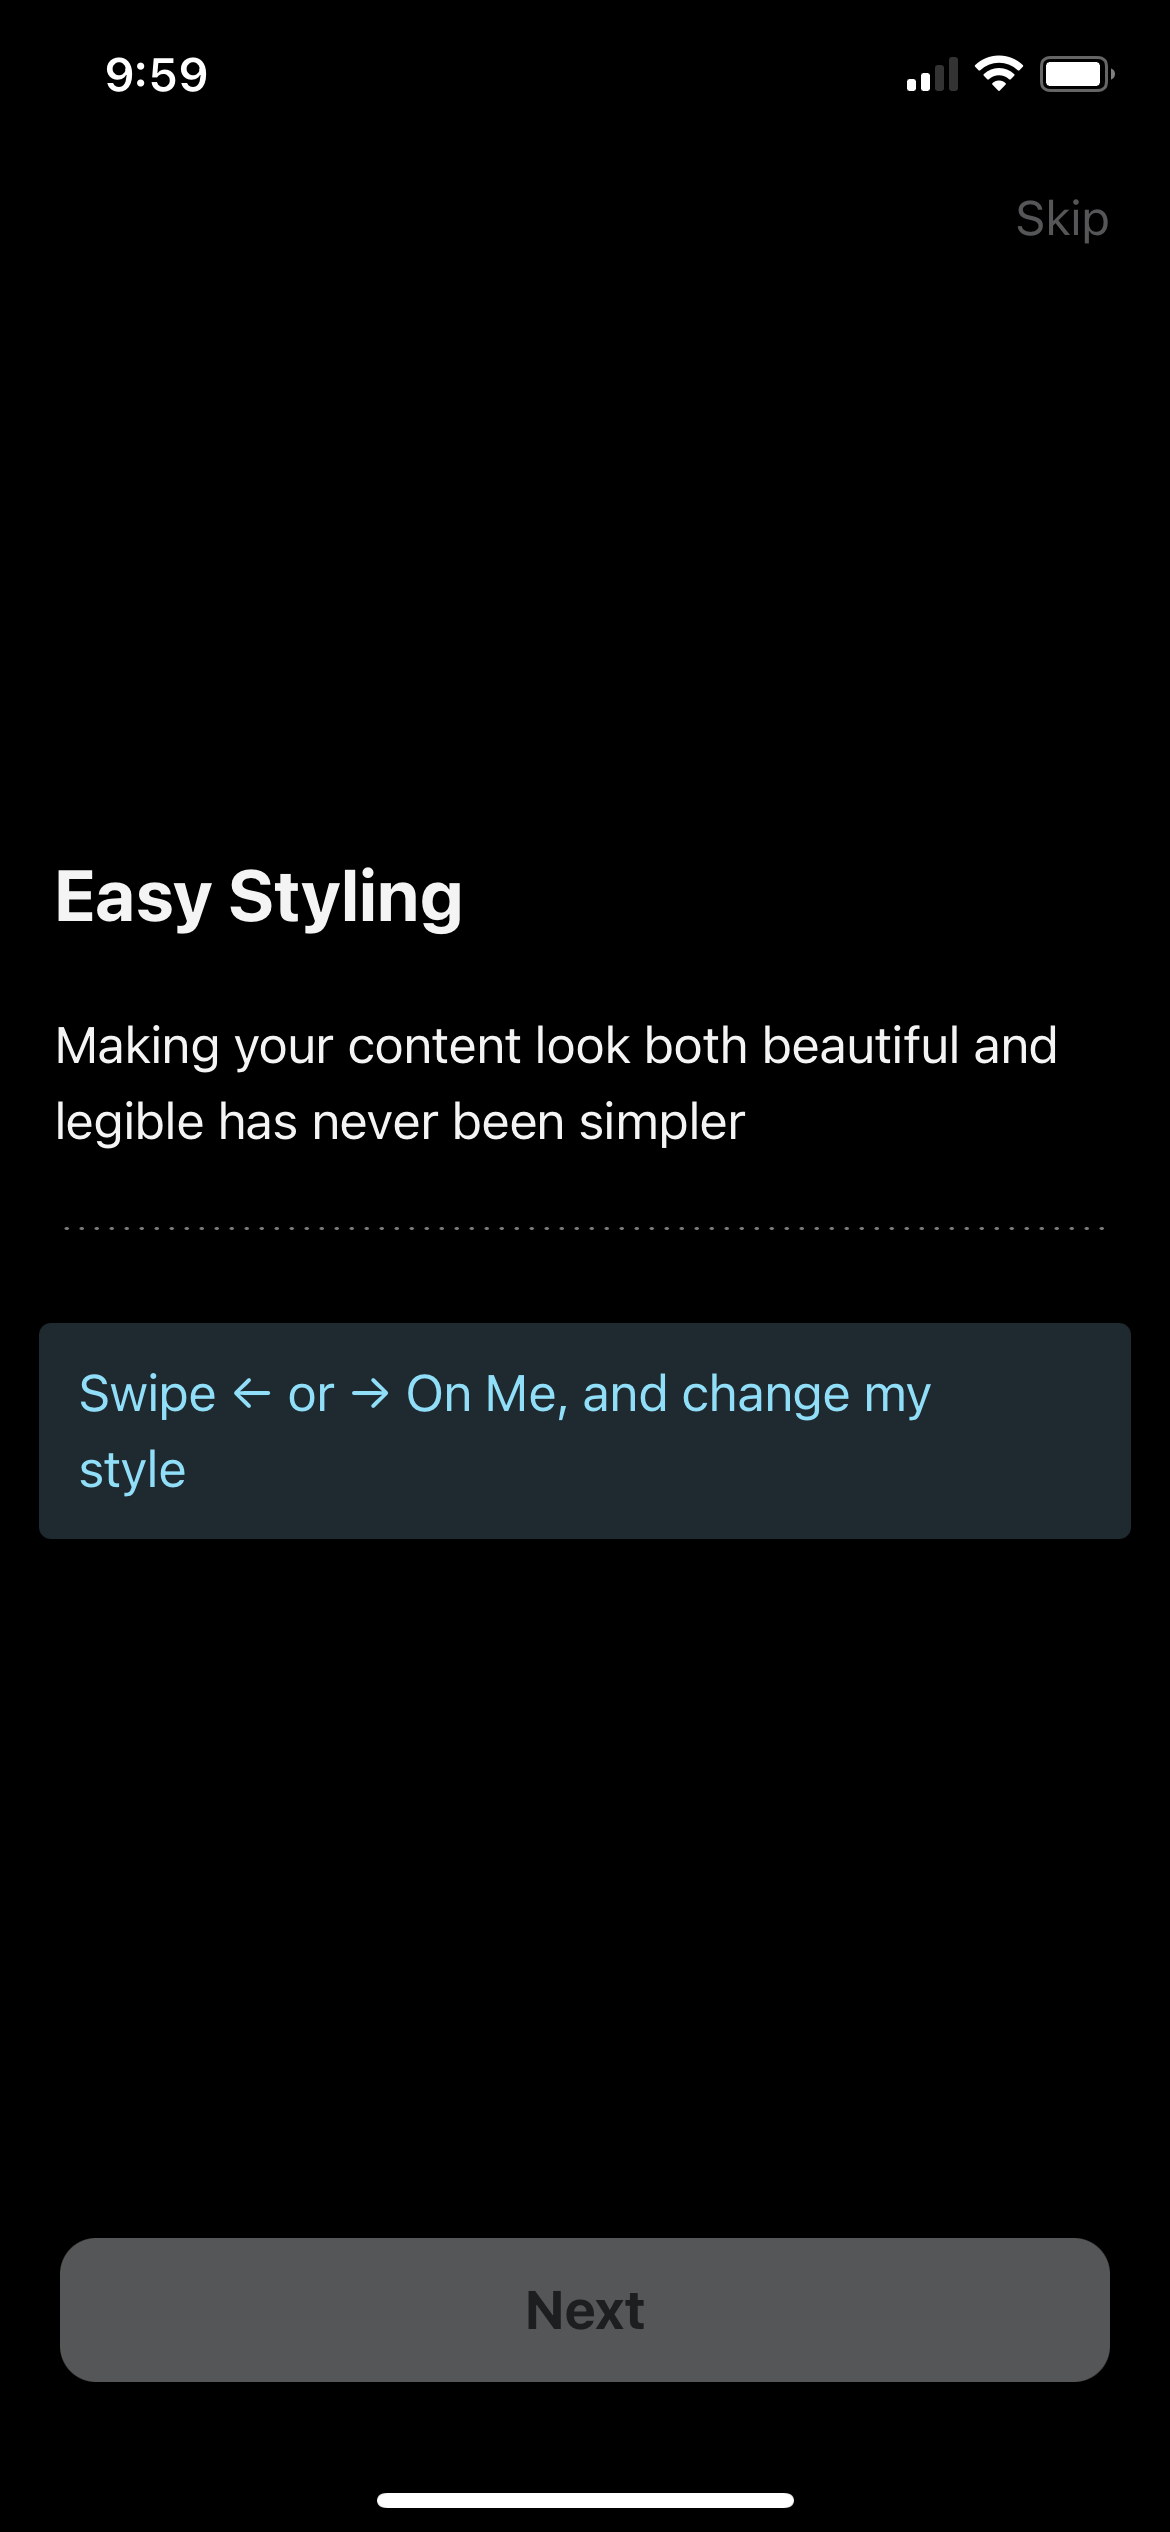 9:59
Skip
Easy Styling
Making your content look both beautiful and
legible has never been simpler
Swipe ← or → On Me, and change my
style
Next